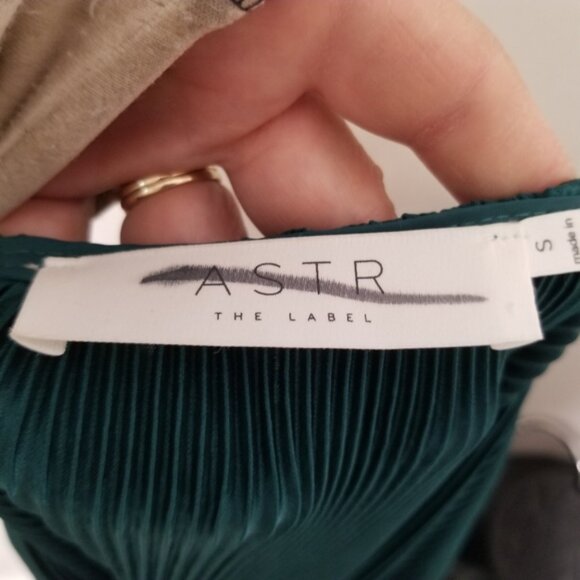 ASTR
THE LABEL
S
made in